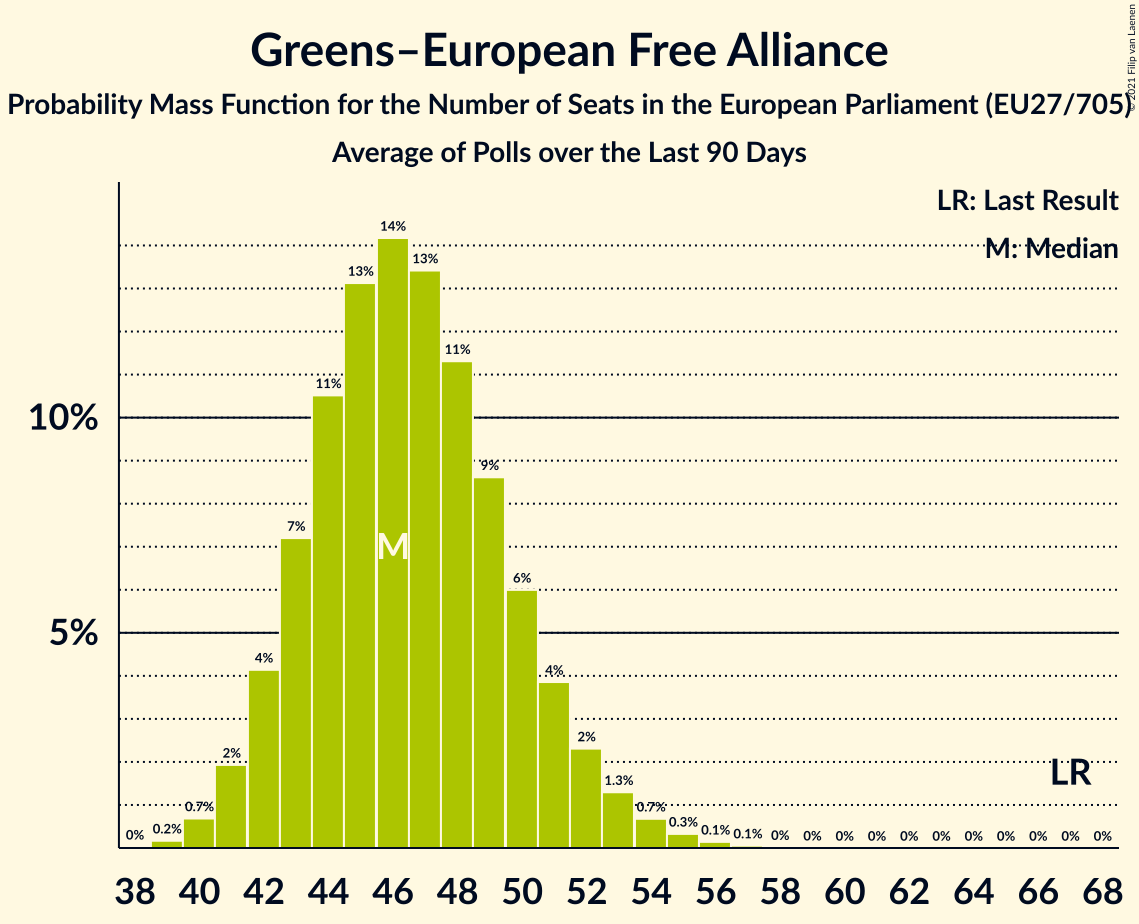 Greens–European Free Alliance
Probability Mass Function for the Number of Seats in the European Parliament (EU27/705)
Average of Polls over the Last 90 Days
© 2021 Filip van Laenen
LR: Last Result
M: Median
14%
13%
13%
11%
11%
10%
9%
7%
M
6%
5%
4%
4%
2%
2%
LR
1.3%
0% 0.2% 0.7% 0.7% 0.3% 0.1% 0.1% 0% 0% 0% 0% 0% 0% 0% 0% 0% 0% 0%
38 40 42 44 46 48 50 52 54 56 58 60 62 64 66 68